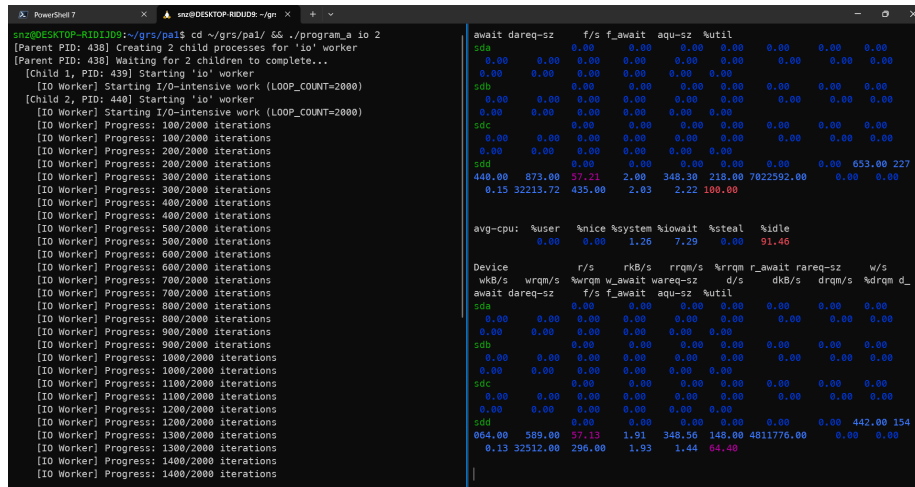 PowerShell 7
snz@DESKTOP-RIDIJD9: ~/grs
snz@DESKTOP-RIDIJD9:~/grs/pa1$ cd ~/grs/pa1/ && ./program_a io 2
[Parent PID: 438] Creating 2 child processes for 'io' worker
[Parent PID: 438] Waiting for 2 children to complete...
[Child 1, PID: 439] Starting 'io' worker
[IO Worker] Starting I/O-intensive work (LOOP_COUNT=2000)
[Child 2, PID: 440] Starting 'io' worker
[IO Worker] Starting I/O-intensive work (LOOP_COUNT=2000)
[IO Worker] Progress: 100/2000 iterations
[IO Worker] Progress: 100/2000 iterations
[IO Worker] Progress: 200/2000 iterations
[IO Worker] Progress: 200/2000 iterations
[IO Worker] Progress: 300/2000 iterations
[IO Worker] Progress: 300/2000 iterations
[IO Worker] Progress: 400/2000 iterations
[IO Worker] Progress: 400/2000 iterations
[IO Worker] Progress: 500/2000 iterations
[IO Worker] Progress: 500/2000 iterations
[IO Worker] Progress: 600/2000 iterations
[IO Worker] Progress: 600/2000 iterations
[IO Worker] Progress: 700/2000 iterations
[IO Worker] Progress: 700/2000 iterations
[IO Worker] Progress: 800/2000 iterations
[IO Worker] Progress: 800/2000 iterations
[IO Worker] Progress: 900/2000 iterations
[IO Worker] Progress: 900/2000 iterations
[IO Worker] Progress: 1000/2000 iterations
[IO Worker] Progress: 1000/2000 iterations
[IO Worker] Progress: 1100/2000 iterations
[IO Worker] Progress: 1100/2000 iterations
[IO Worker] Progress: 1200/2000 iterations
[IO Worker] Progress: 1200/2000 iterations
[IO Worker] Progress: 1300/2000 iterations
[IO Worker] Progress: 1300/2000 iterations
[IO Worker] Progress: 1400/2000 iterations
[IO Worker] Progress: 1400/2000 iterations
await dareq-sz f/s f_await aqu-sz %util
sda 0.00 0.00 0.00 0.00 0.00 0.00
0.00 0.00 0.00 0.00 0.00 0.00 0.00 0.00
0.00 0.00 0.00 0.00 0.00 0.00
sdb 0.00 0.00 0.00 0.00 0.00 0.00
0.00 0.00 0.00 0.00 0.00 0.00 0.00 0.00
0.00 0.00 0.00 0.00 0.00 0.00
sdc 0.00 0.00 0.00 0.00 0.00 0.00
0.00 0.00 0.00 0.00 0.00 0.00 0.00 0.00
0.00 0.00 0.00 0.00 0.00 0.00
sdd 0.00 0.00 0.00 0.00 0.00 0.00 653.00 227
440.00 873.00 57.21 2.00 348.30 218.00 7022592.00 0.00 0.00
0.15 32213.72 435.00 2.03 2.22 100.00
avg-cpu: %user %nice %system %iowait %steal %idle
0.00 0.00 1.26 7.29 0.00 91.46
Device r/s rkB/s rrqm/s %rrqm r_await rareq-sz w/s
wkB/s wrqm/s %wrqm w_await wareq-sz d/s dkB/s drqm/s %drqm d_
await dareq-sz f/s f_await aqu-sz %util
sda 0.00 0.00 0.00 0.00 0.00 0.00
0.00 0.00 0.00 0.00 0.00 0.00 0.00 0.00
0.00 0.00 0.00 0.00 0.00 0.00
sdb 0.00 0.00 0.00 0.00 0.00 0.00
0.00 0.00 0.00 0.00 0.00 0.00 0.00 0.00
0.00 0.00 0.00 0.00 0.00 0.00
sdc 0.00 0.00 0.00 0.00 0.00 0.00
0.00 0.00 0.00 0.00 0.00 0.00 0.00 0.00
0.00 0.00 0.00 0.00 0.00 0.00
sdd 0.00 0.00 0.00 0.00 0.00 0.00 442.00 154
064.00 589.00 57.13 1.91 348.56 148.00 4811776.00 0.00 0.00
0.13 32512.00 296.00 1.93 1.44 64.40